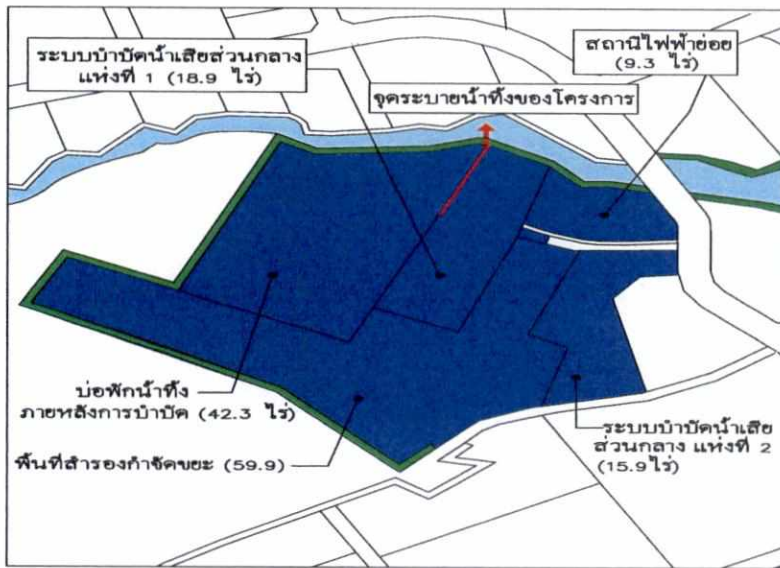 ระบบบำบัดน้ำเสียส่วนกลาง
แห่งที่ 1 (18.9 ไร่)
สถานีไฟฟ้าย่อย
(9.3 ไร่)
จุดระบายน้ำทิ้งของโครงการ
บ่อพักน้ำทิ้ง
ภายหลังการบำบัด (42.3 ไร่)
พื้นที่สำรองกำจัดขยะ (59.9)
ระบบบำบัดน้ำเสีย
ส่วนกลาง แห่งที่ 2
(15.9ไร่)